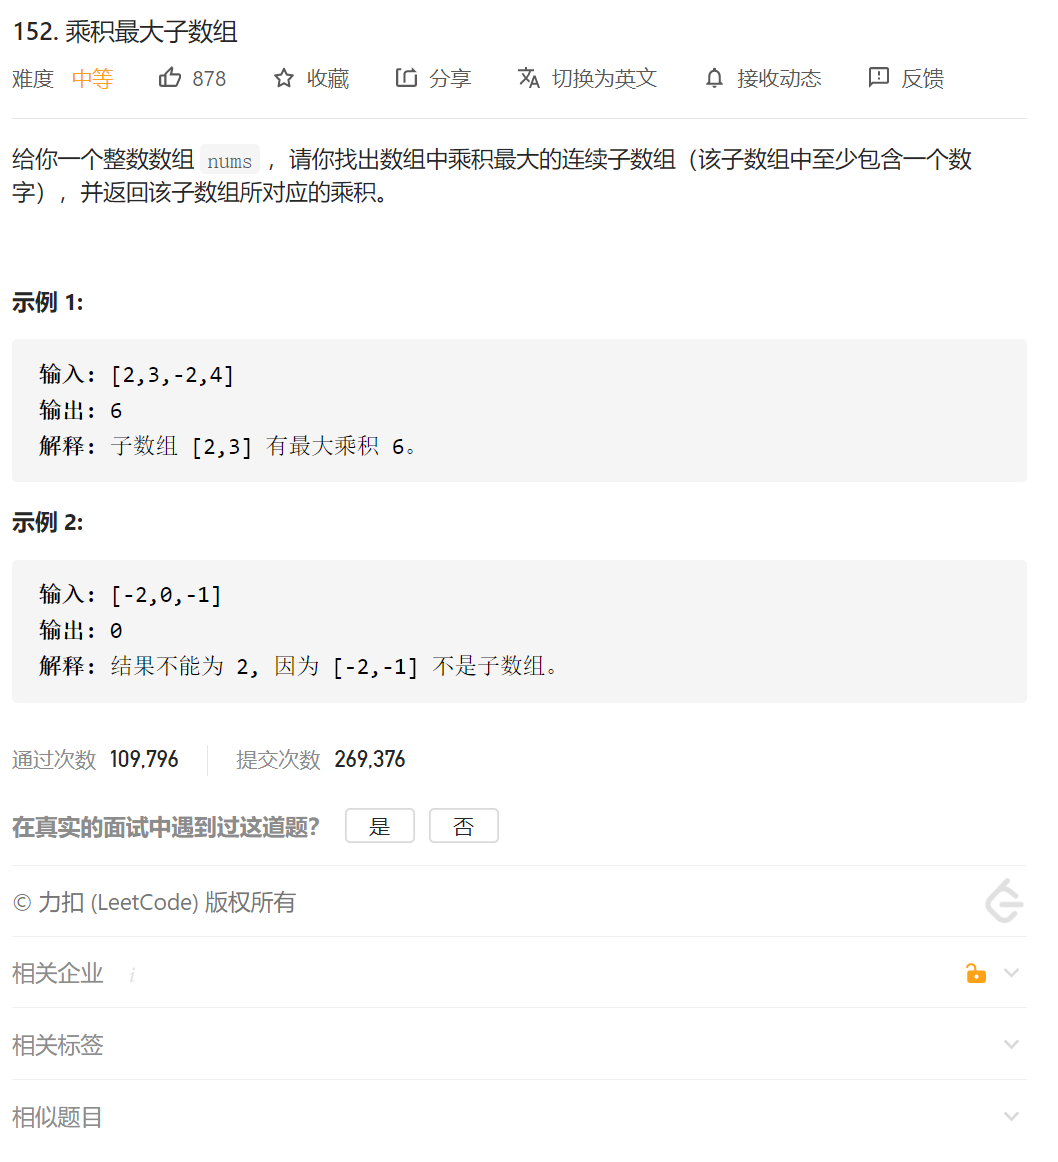 152. 乘积最大子数组
难度 中等 878 收藏 分享 切换为英文 接收动态 反馈
给你一个整数数组 nums ，请你找出数组中乘积最大的连续子数组（该子数组中至少包含一个数
字），并返回该子数组所对应的乘积。
示例 1:
输入: [2,3,-2,4]
输出: 6
解释: 子数组 [2,3] 有最大乘积 6。
示例 2:
输入: [-2,0,-1]
输出: 0
解释: 结果不能为 2, 因为 [-2,-1] 不是子数组。
通过次数 109,796 提交次数 269,376
在真实的面试中遇到过这道题? 是 否
© 力扣 (LeetCode) 版权所有
相关企业 i
相关标签
相似题目